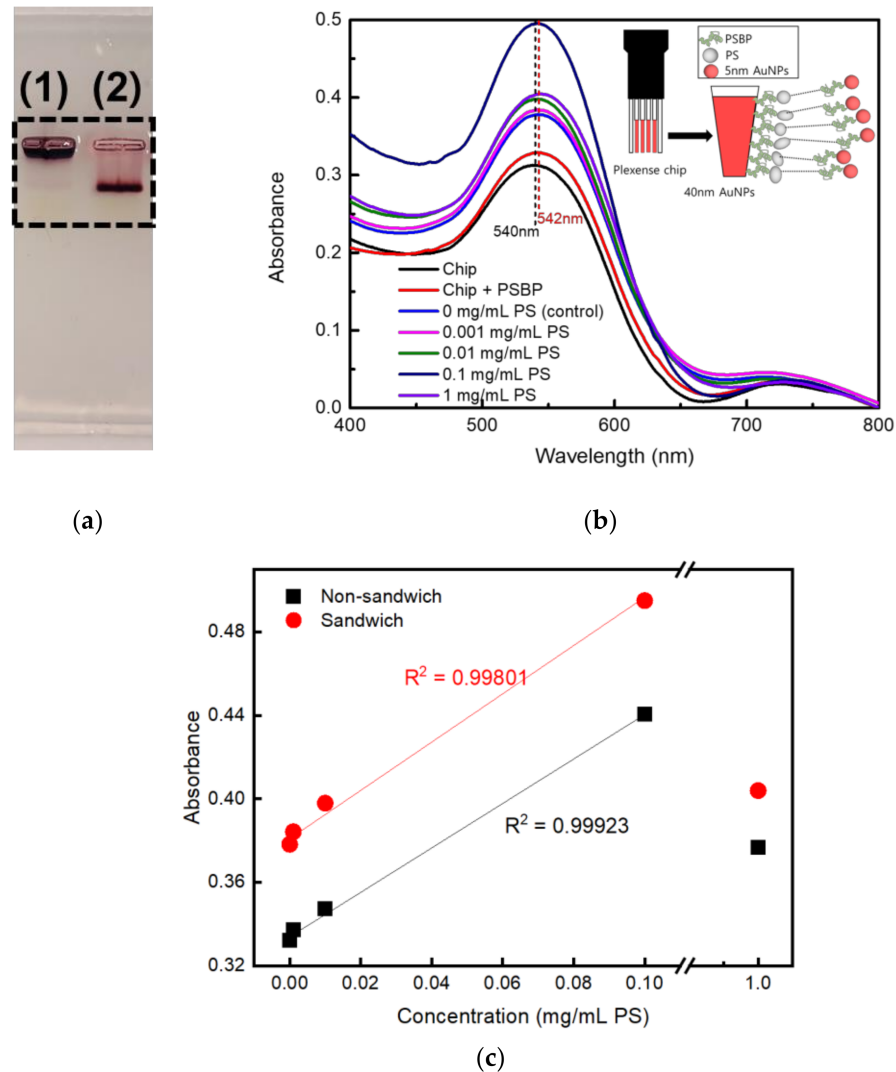 (1) (2)
(a)
0.5
0.4
0.3
0.2
0.1
0.0
Absorbance
400 500 600 700 800
Wavelength (nm)
540nm
542nm
Chip
Chip + PSBP
0 mg/mL PS (control)
0.001 mg/mL PS
0.01 mg/mL PS
0.1 mg/mL PS
1 mg/mL PS
PSBP
PS
5nm AuNPs
Plexense chip
40nm AuNPs
(b)
Non-sandwich
Sandwich
0.48
0.44
0.40
0.36
0.32
Absorbance
R² = 0.99801
R² = 0.99923
0.00 0.02 0.04 0.06 0.08 0.10 1.0
Concentration (mg/mL PS)
(c)